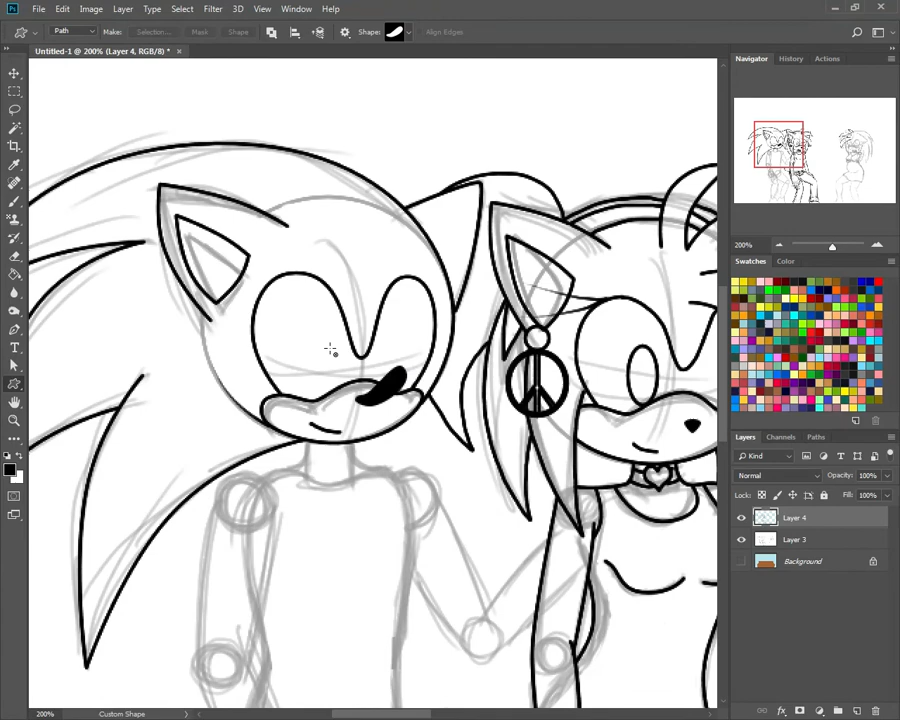 Ps File Edit Image Layer Type Select Filter 3D View Window Help
Path Make: Selection... Mask Shape Shape: Align Edges
Untitled-1 @ 200% (Layer 4, RGB/8) * ×
Navigator History Actions
200%
Swatches Color
Layers Channels Paths
Kind
Normal Opacity: 100%
Lock: Fill: 100%
Layer 4
Layer 3
Background
200% Custom Shape